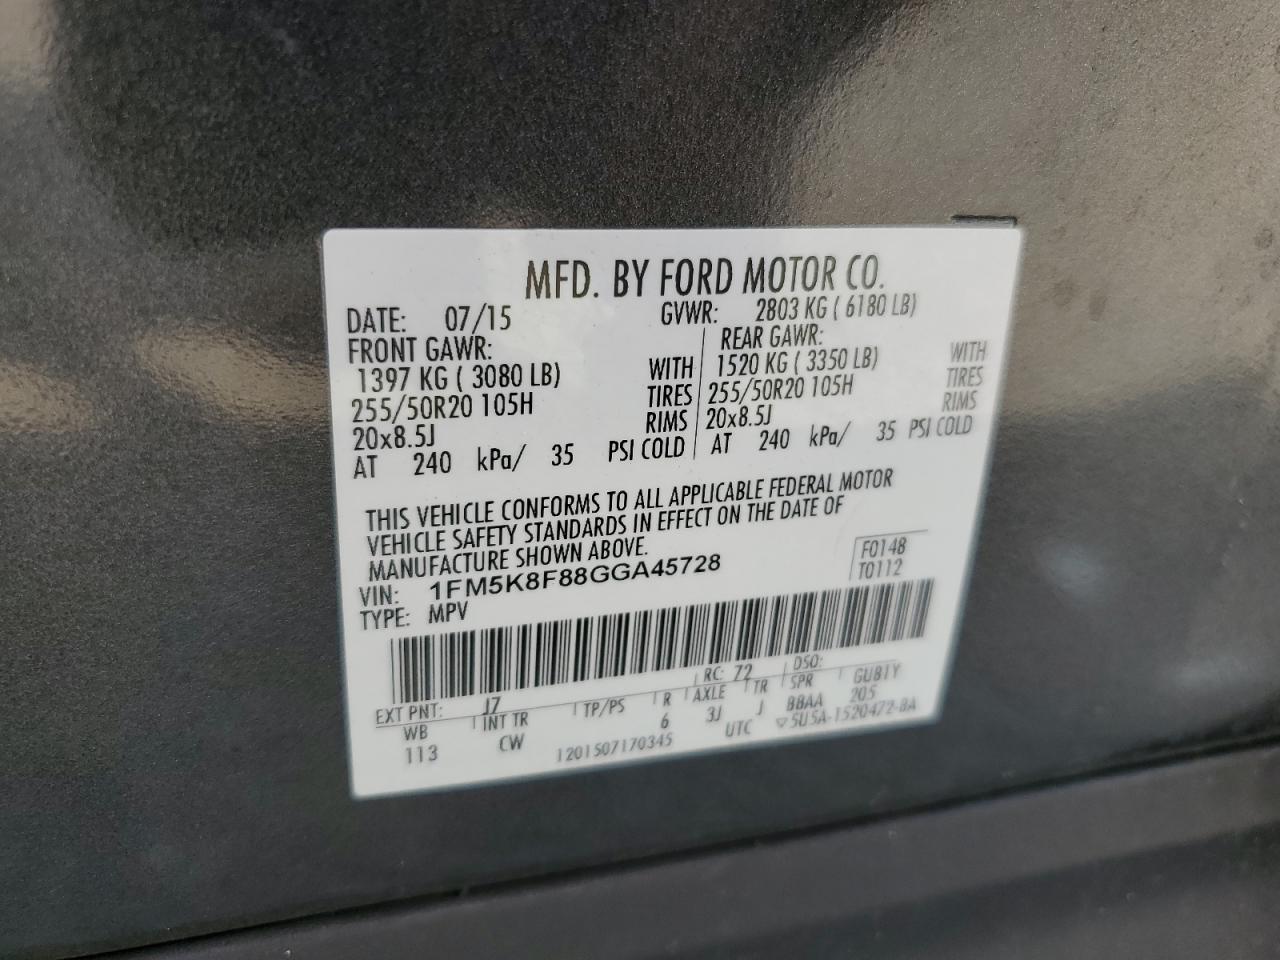 MFD. BY FORD MOTOR CO.
DATE: 07/15 GVWR: 2803 KG ( 6180 LB)
FRONT GAWR: REAR GAWR:
1397 KG ( 3080 LB) WITH 1520 KG ( 3350 LB) WITH
255/50R20 105H TIRES 255/50R20 105H TIRES
20x8.5J RIMS 20x8.5J RIMS
AT 240 kPa/ 35 PSI COLD AT 240 kPa/ 35 PSI COLD
THIS VEHICLE CONFORMS TO ALL APPLICABLE FEDERAL MOTOR
VEHICLE SAFETY STANDARDS IN EFFECT ON THE DATE OF
MANUFACTURE SHOWN ABOVE.
VIN: 1FM5K8F88GGA45728 F0148
TYPE: MPV T0112
EXT PNT: J7 RC: 72 DSO:
WB INT TR TP/PS R AXLE TR SPR GUB1Y
113 CW 6 3J J BBAA 205
1201507170345 UTC ▽5U5A-1520472-BA